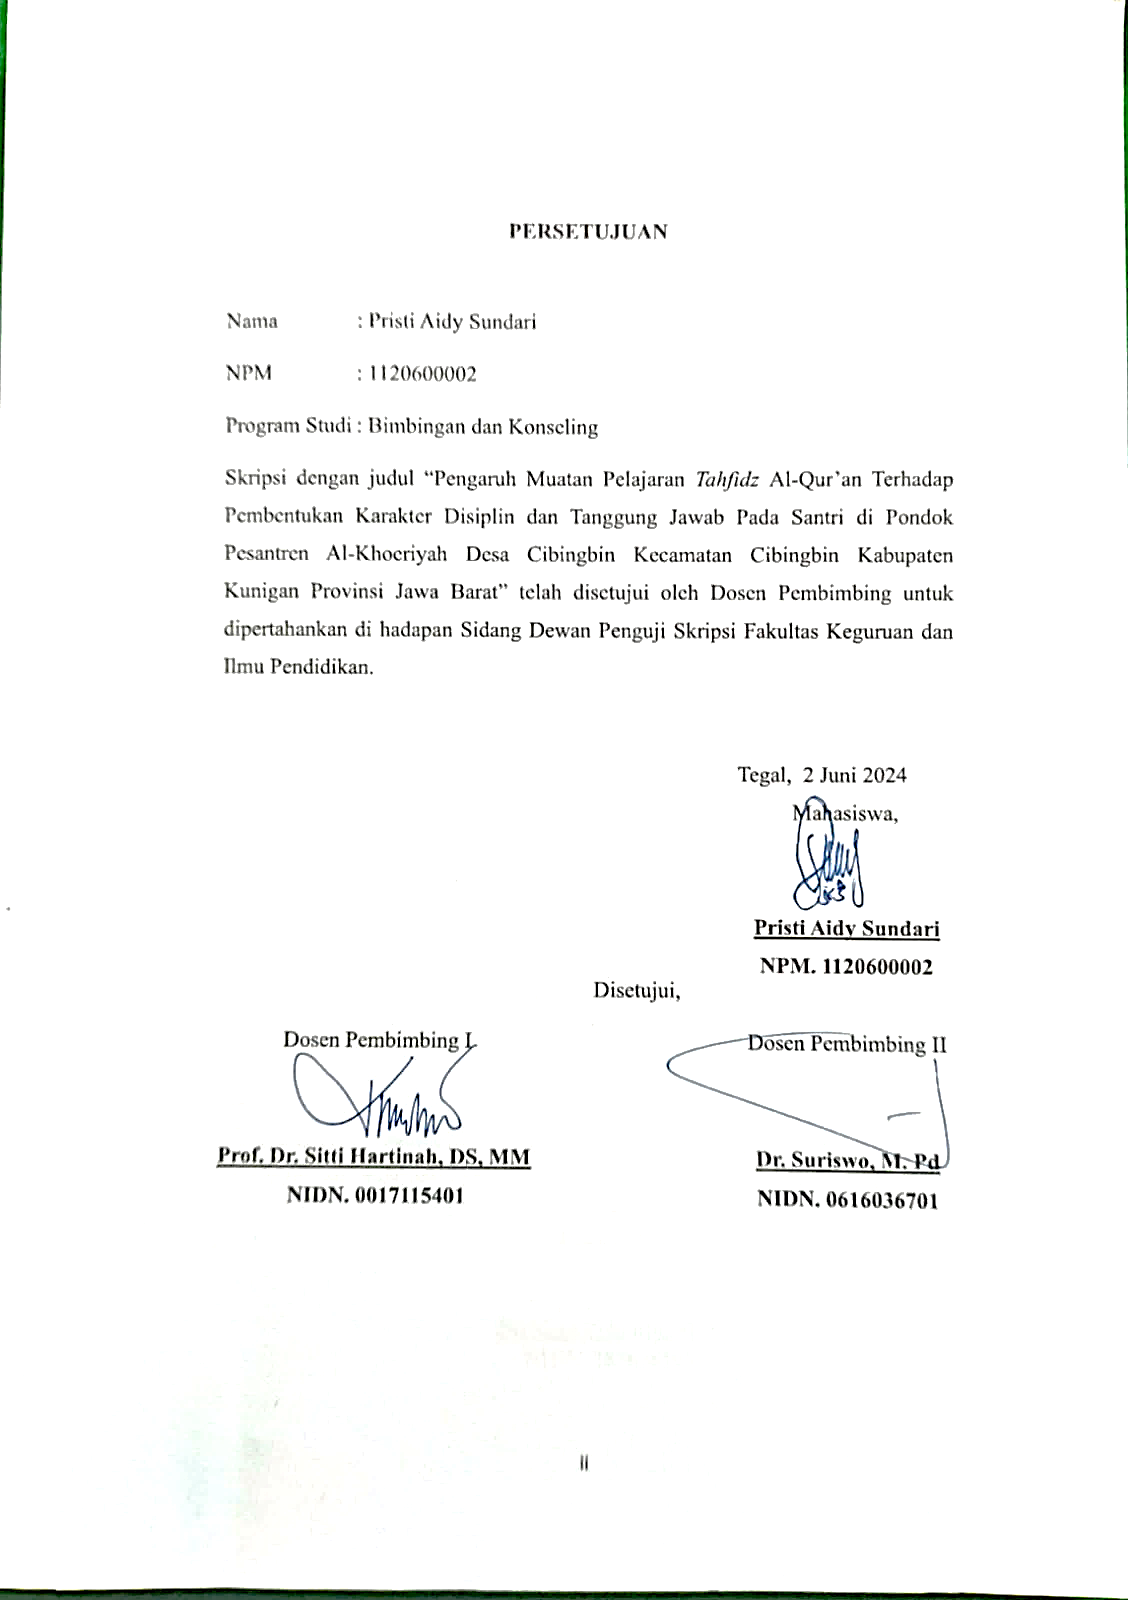 PERSETUJUAN
Nama : Pristi Aidy Sundari
NPM : 1120600002
Program Studi : Bimbingan dan Konseling
Skripsi dengan judul “Pengaruh Muatan Pelajaran Tahfidz Al-Qur’an Terhadap
Pembentukan Karakter Disiplin dan Tanggung Jawab Pada Santri di Pondok
Pesantren Al-Khoeriyah Desa Cibingbin Kecamatan Cibingbin Kabupaten
Kunigan Provinsi Jawa Barat” telah disetujui oleh Dosen Pembimbing untuk
dipertahankan di hadapan Sidang Dewan Penguji Skripsi Fakultas Keguruan dan
Ilmu Pendidikan.
Tegal, 2 Juni 2024
Mahasiswa,
Pristi Aidy Sundari
NPM. 1120600002
Disetujui,
Dosen Pembimbing I
Dosen Pembimbing II
Prof. Dr. Sitti Hartinah, DS, MM
Dr. Suriswo, M. Pd
NIDN. 0017115401
NIDN. 0616036701
ii